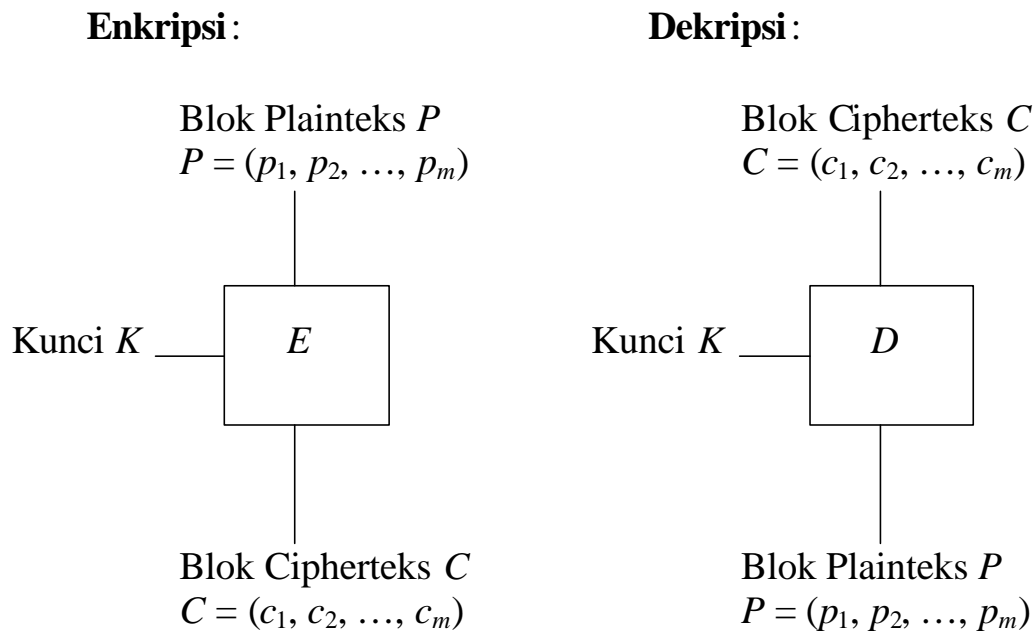 Enkripsi:
Blok Plainteks P
P = (p₁, p₂, …, pₘ)
Kunci K
E
Blok Cipherteks C
C = (c₁, c₂, …, cₘ)
Dekripsi:
Blok Cipherteks C
C = (c₁, c₂, …, cₘ)
Kunci K
D
Blok Plainteks P
P = (p₁, p₂, …, pₘ)